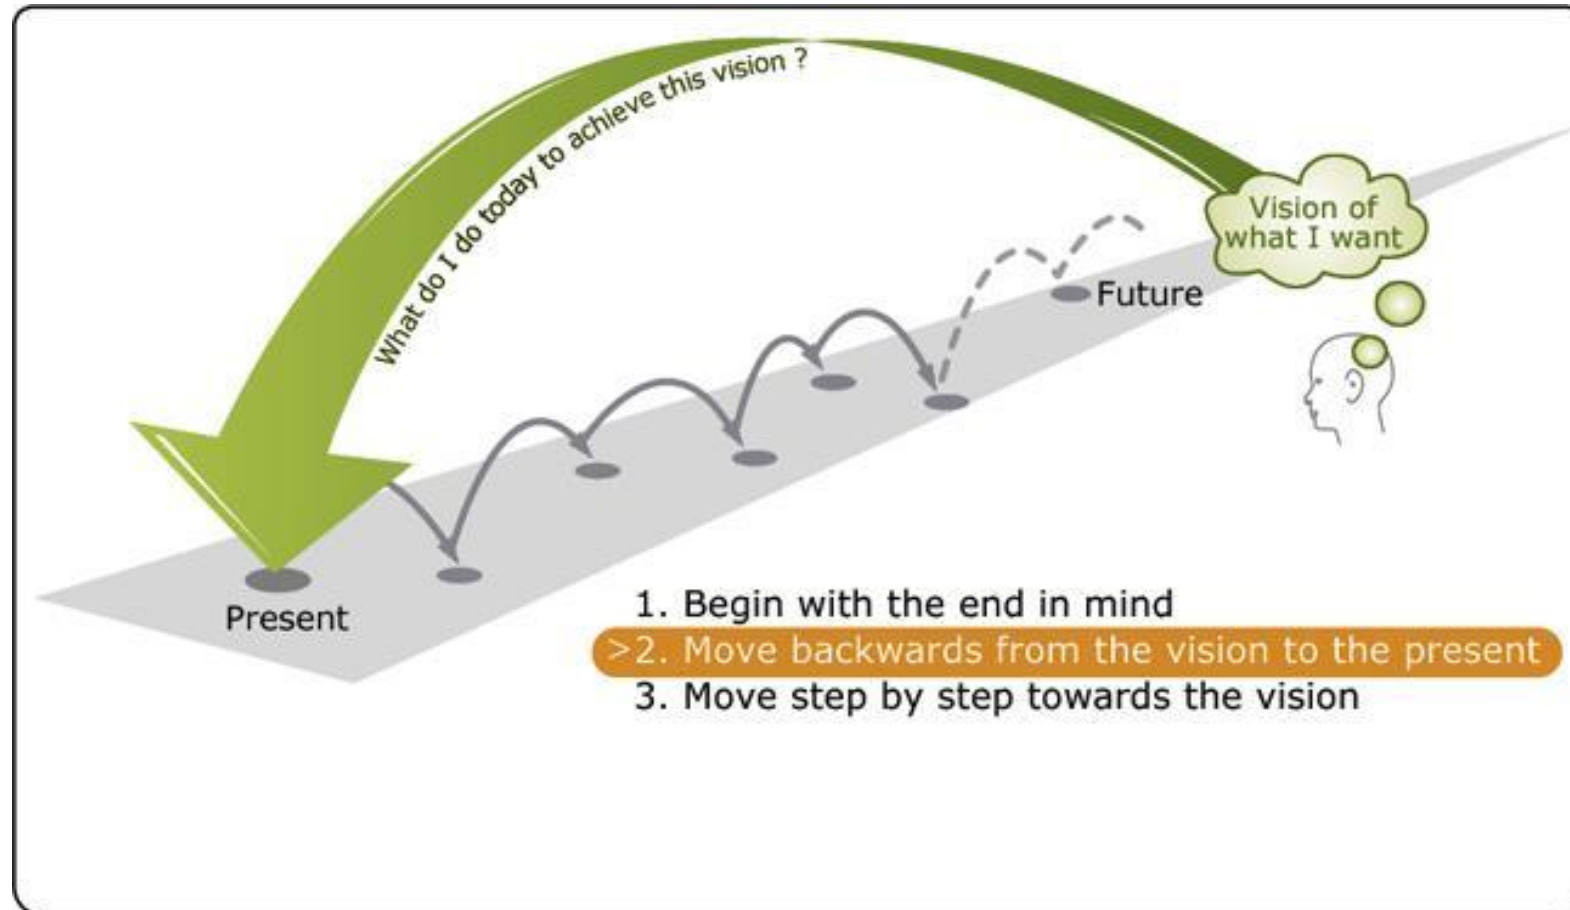 What do I do today to achieve this vision ?
Vision of
what I want
Future
Present
1. Begin with the end in mind
>2. Move backwards from the vision to the present
3. Move step by step towards the vision